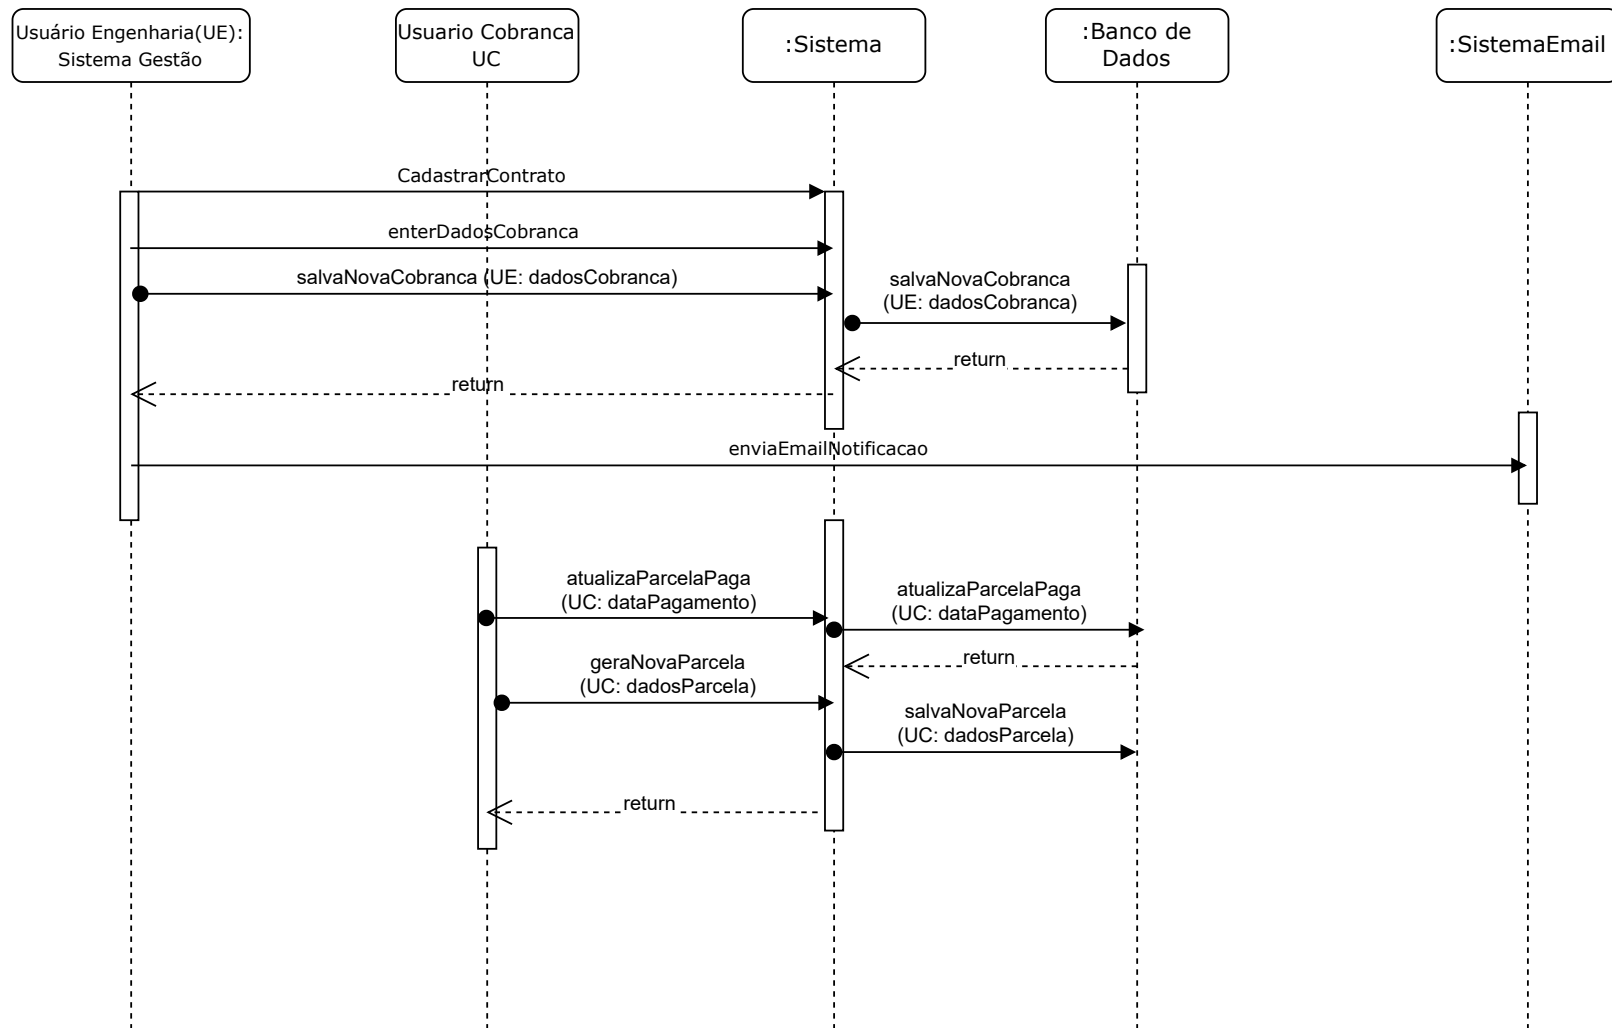 Usuário Engenharia(UE):
Sistema Gestão
Usuario Cobranca
UC
:Sistema
:Banco de
Dados
:SistemaEmail
CadastrarContrato
enterDadosCobranca
salvaNovaCobranca (UE: dadosCobranca)
salvaNovaCobranca
(UE: dadosCobranca)
return
return
enviaEmailNotificacao
atualizaParcelaPaga
(UC: dataPagamento)
atualizaParcelaPaga
(UC: dataPagamento)
return
geraNovaParcela
(UC: dadosParcela)
salvaNovaParcela
(UC: dadosParcela)
return